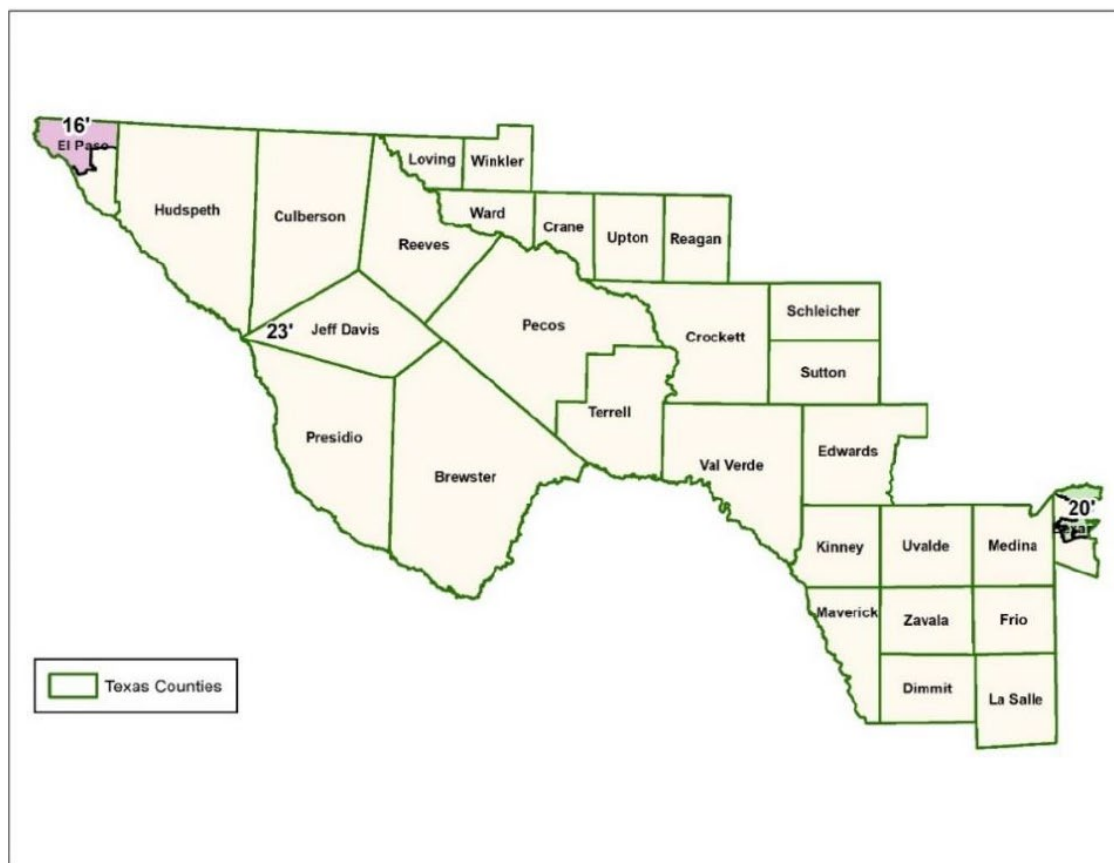 16'
El Paso
Loving
Winkler
Hudspeth
Culberson
Ward
Crane
Upton
Reagan
Reeves
Schleicher
23'
Jeff Davis
Pecos
Crockett
Sutton
Terrell
Presidio
Brewster
Val Verde
Edwards
20'
Kinney
Uvalde
Medina
Maverick
Zavala
Frio
Dimmit
La Salle
Texas Counties